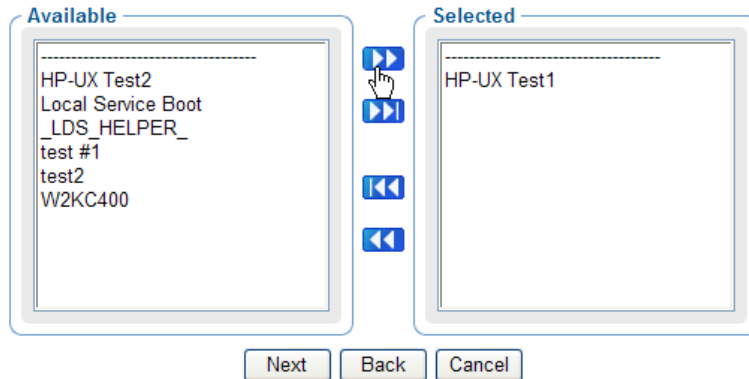 Available
------------------------------------
HP-UX Test2
Local Service Boot
_LDS_HELPER_
test #1
test2
W2KC400
Selected
------------------------------------
HP-UX Test1
Next
Back
Cancel